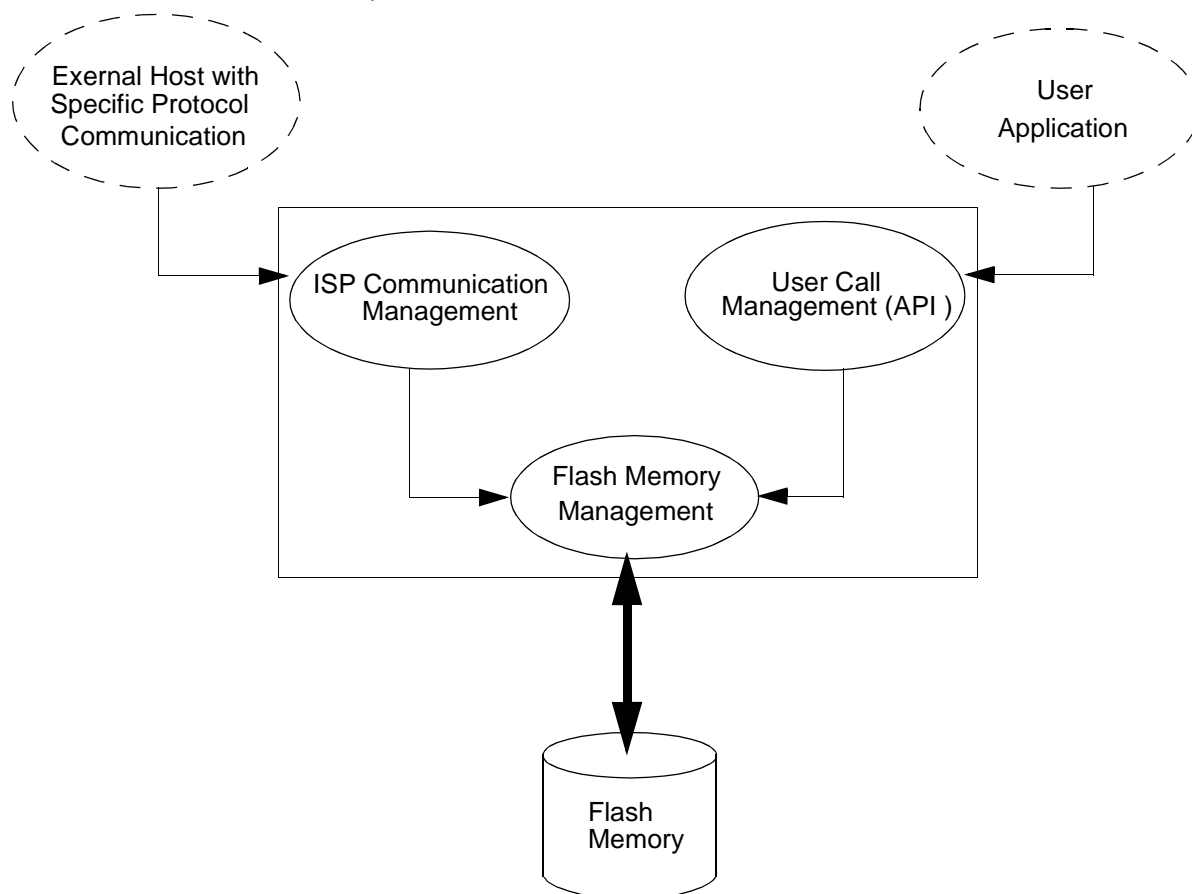 Exernal Host with
Specific Protocol
Communication
User
Application
ISP Communication
Management
User Call
Management (API )
Flash Memory
Management
Flash
Memory